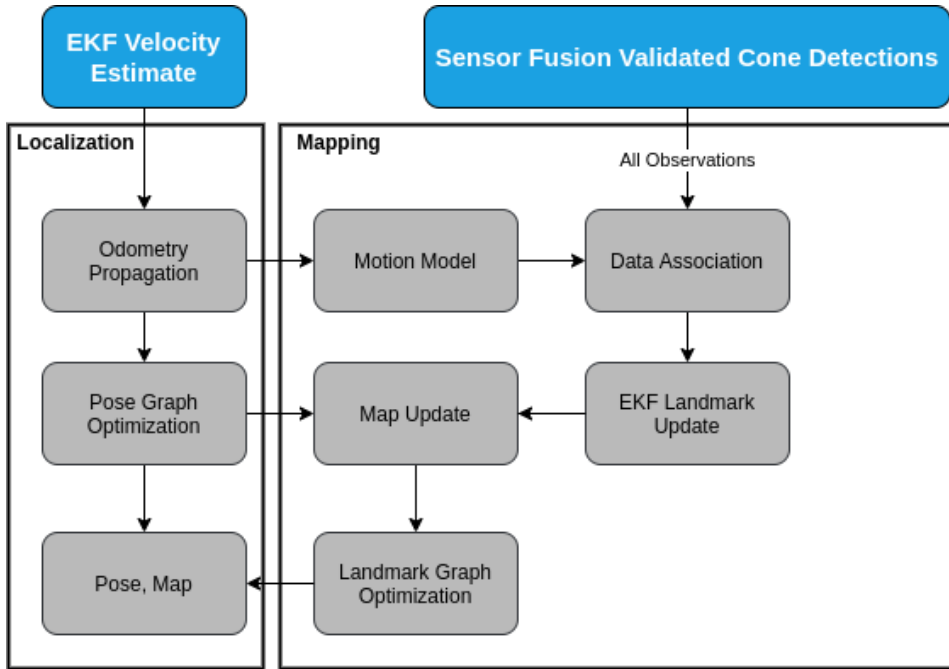 EKF Velocity
Estimate
Sensor Fusion Validated Cone Detections
Localization
Mapping
All Observations
Odometry
Propagation
Motion Model
Data Association
Pose Graph
Optimization
Map Update
EKF Landmark
Update
Pose, Map
Landmark Graph
Optimization